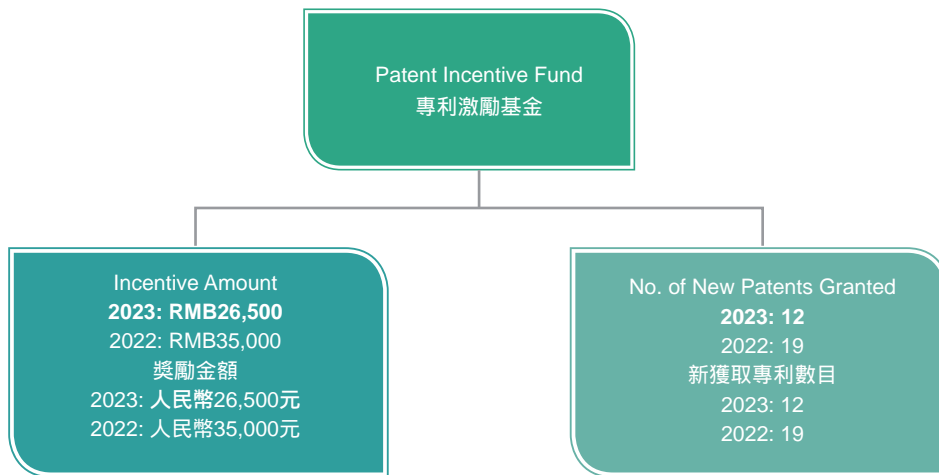 Patent Incentive Fund
專利激勵基金
Incentive Amount
2023: RMB26,500
2022: RMB35,000
獎勵金額
2023: 人民幣26,500元
2022: 人民幣35,000元
No. of New Patents Granted
2023: 12
2022: 19
新獲取專利數目
2023: 12
2022: 19